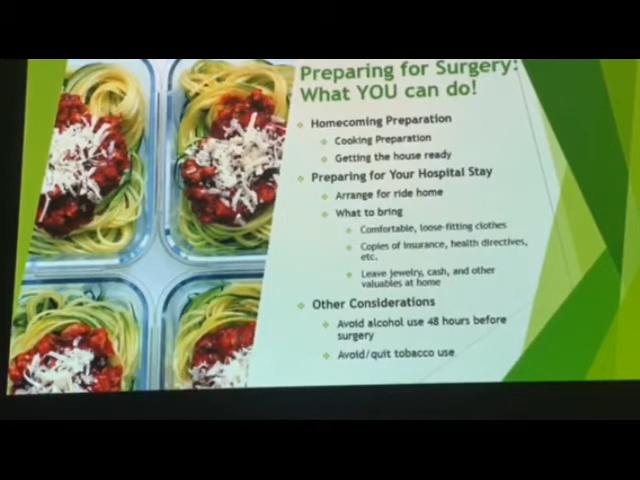 Preparing for Surgery:
What YOU can do!
Homecoming Preparation
Cooking Preparation
Getting the house ready
Preparing for Your Hospital Stay
Arrange for ride home
What to bring
Comfortable, loose-fitting clothes
Copies of insurance, health directives,
etc.
Leave jewelry, cash, and other
valuables at home
Other Considerations
Avoid alcohol use 48 hours before
surgery
Avoid/quit tobacco use